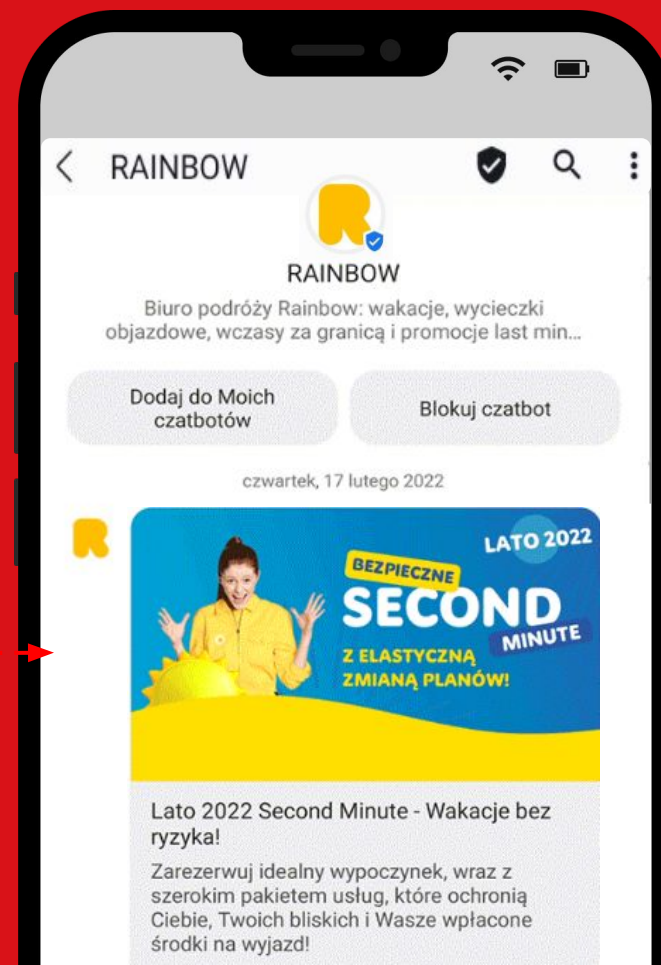 RAINBOW
RAINBOW
Biuro podróży Rainbow: wakacje, wycieczki
objazdowe, wczasy za granicą i promocje last min...
Dodaj do Moich
czatbotów
Blokuj czatbot
czwartek, 17 lutego 2022
LATO 2022
BEZPIECZNE
SECOND
MINUTE
Z ELASTYCZNĄ
ZMIANĄ PLANÓW!
Lato 2022 Second Minute - Wakacje bez
ryzyka!
Zarezerwuj idealny wypoczynek, wraz z
szerokim pakietem usług, które ochronią
Ciebie, Twoich bliskich i Wasze wpłacone
środki na wyjazd!